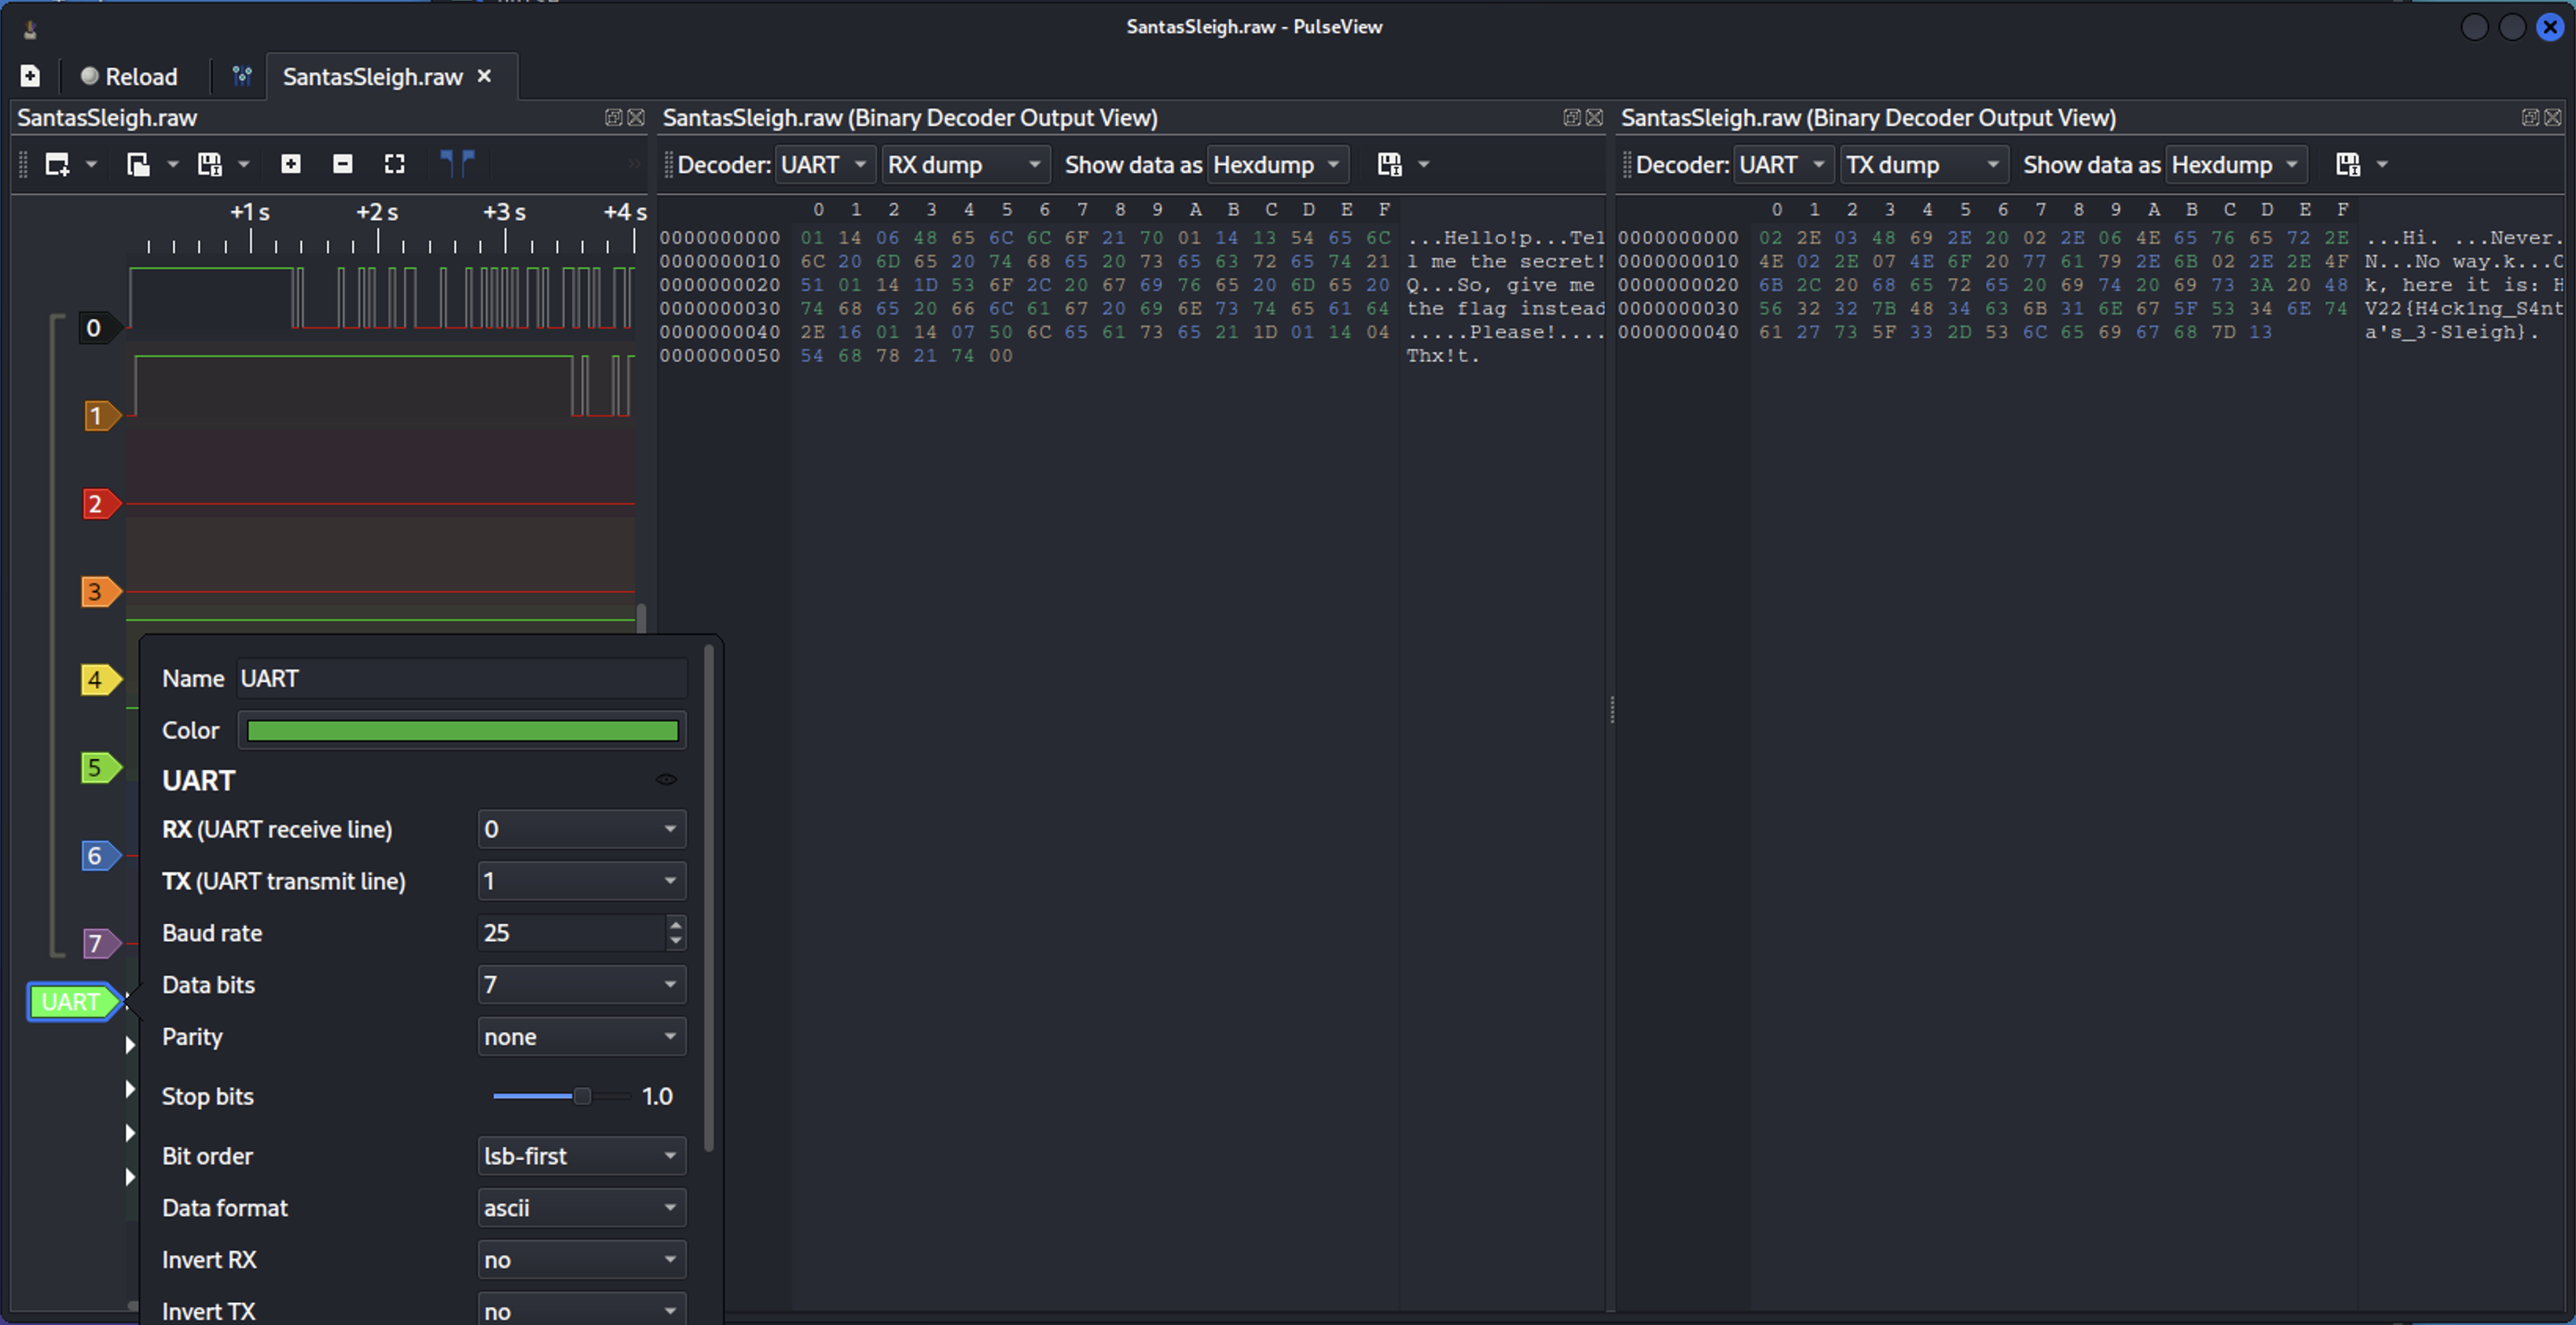 SantasSleigh.raw - PulseView
Reload
SantasSleigh.raw
SantasSleigh.raw
+1 s +2 s +3 s +4 s
0
1
2
3
4
5
6
7
UART
Name UART
Color
UART
RX (UART receive line) 0
TX (UART transmit line) 1
Baud rate 25
Data bits 7
Parity none
Stop bits 1.0
Bit order lsb-first
Data format ascii
Invert RX no
Invert TX no
SantasSleigh.raw (Binary Decoder Output View)
Decoder: UART RX dump Show data as Hexdump
0 1 2 3 4 5 6 7 8 9 A B C D E F
0000000000 01 14 06 48 65 6C 6C 6F 21 70 01 14 13 54 65 6C ...Hello!p...Tel
0000000010 6C 20 6D 65 20 74 68 65 20 73 65 63 72 65 74 21 l me the secret!
0000000020 51 01 14 1D 53 6F 2C 20 67 69 76 65 20 6D 65 20 Q...So, give me
0000000030 74 68 65 20 66 6C 61 67 20 69 6E 73 74 65 61 64 the flag instead
0000000040 2E 16 01 14 07 50 6C 65 61 73 65 21 1D 01 14 04 .....Please!....
0000000050 54 68 78 21 74 00 Thx!t.
SantasSleigh.raw (Binary Decoder Output View)
Decoder: UART TX dump Show data as Hexdump
0 1 2 3 4 5 6 7 8 9 A B C D E F
0000000000 02 2E 03 48 69 2E 20 02 2E 06 4E 65 76 65 72 2E ...Hi. ...Never.
0000000010 4E 02 2E 07 4E 6F 20 77 61 79 2E 6B 02 2E 2E 4F N...No way.k...O
0000000020 6B 2C 20 68 65 72 65 20 69 74 20 69 73 3A 20 48 k, here it is: H
0000000030 56 32 32 7B 48 34 63 6B 31 6E 67 5F 53 34 6E 74 V22{H4ck1ng_S4nt
0000000040 61 27 73 5F 33 2D 53 6C 65 69 67 68 7D 13 a's_3-Sleigh}.